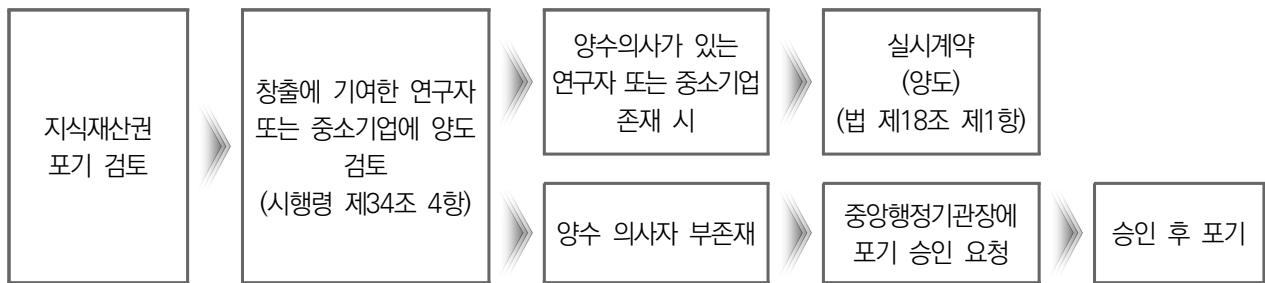 지식재산권
포기 검토
창출에 기여한 연구자
또는 중소기업에 양도
검토
(시행령 제34조 4항)
양수의사가 있는
연구자 또는 중소기업
존재 시
실시계약
(양도)
(법 제18조 제1항)
양수 의사자 부존재
중앙행정기관장에
포기 승인 요청
승인 후 포기